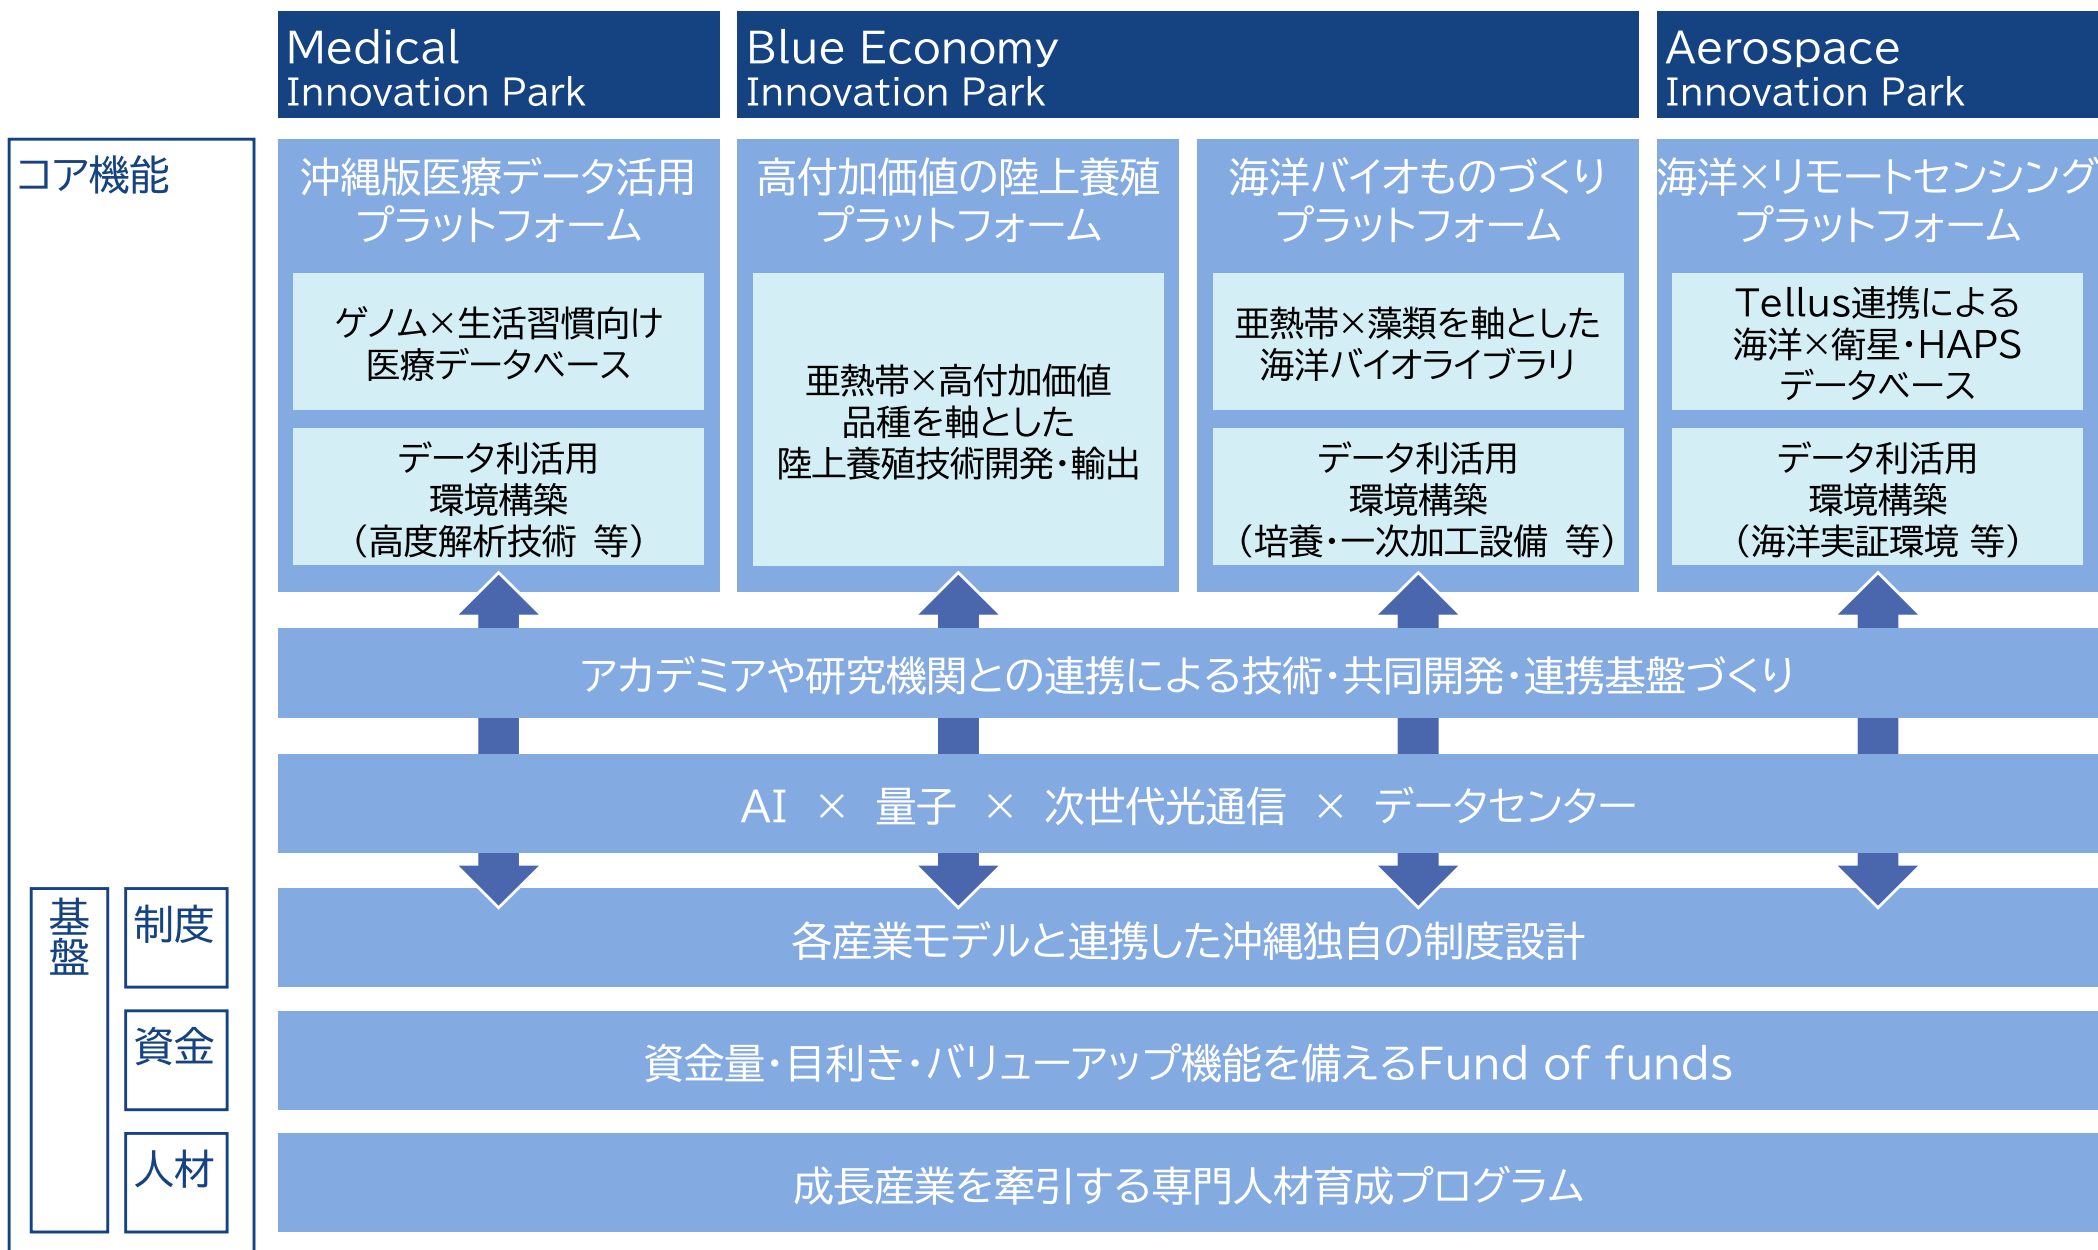 Medical
Innovation Park
Blue Economy
Innovation Park
Aerospace
Innovation Park
コア機能
沖縄版医療データ活用
プラットフォーム
ゲノム×生活習慣向け
医療データベース
データ利活用
環境構築
（高度解析技術 等）
高付加価値の陸上養殖
プラットフォーム
亜熱帯×高付加価値
品種を軸とした
陸上養殖技術開発・輸出
海洋バイオものづくり
プラットフォーム
亜熱帯×藻類を軸とした
海洋バイオライブラリ
データ利活用
環境構築
（培養・一次加工設備 等）
海洋×リモートセンシング
プラットフォーム
Tellus連携による
海洋×衛星・HAPS
データベース
データ利活用
環境構築
（海洋実証環境 等）
アカデミアや研究機関との連携による技術・共同開発・連携基盤づくり
AI × 量子 × 次世代光通信 × データセンター
基盤
制度
各産業モデルと連携した沖縄独自の制度設計
資金
資金量・目利き・バリューアップ機能を備えるFund of funds
人材
成長産業を牽引する専門人材育成プログラム